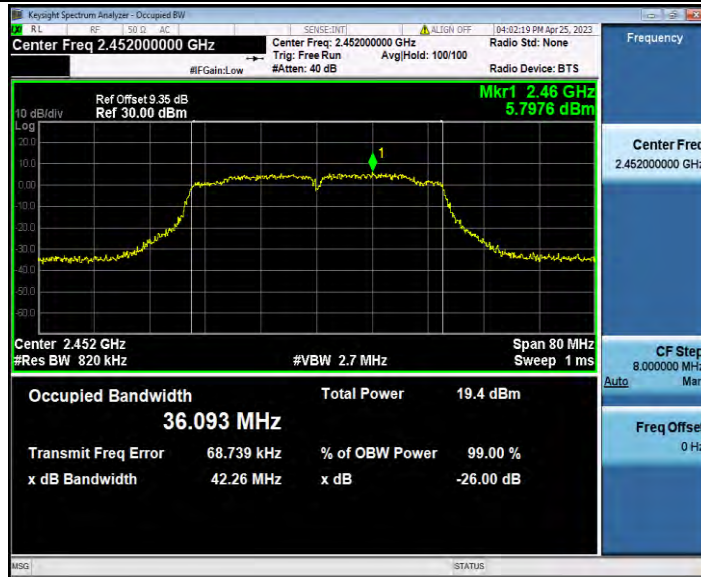 Keysight Spectrum Analyzer - Occupied BW
RL RF 50 Ω AC SENSE:INT ALIGN OFF 04:02:19 PM Apr 25, 2023
Center Freq 2.452000000 GHz
Center Freq: 2.452000000 GHz
Radio Std: None
Trig: Free Run Avg|Hold: 100/100
#IFGain:Low #Atten: 40 dB Radio Device: BTS
Frequency
Ref Offset 9.35 dB
10 dB/div Ref 30.00 dBm
Mkr1 2.46 GHz
5.7976 dBm
Log
20.0
10.0
0.00
-10.0
-20.0
-30.0
-40.0
-50.0
-60.0
1
Center 2.452 GHz Span 80 MHz
#Res BW 820 kHz #VBW 2.7 MHz Sweep 1 ms
Occupied Bandwidth Total Power 19.4 dBm
36.093 MHz
Transmit Freq Error 68.739 kHz % of OBW Power 99.00 %
x dB Bandwidth 42.26 MHz x dB -26.00 dB
Center Freq
2.452000000 GHz
CF Step
8.000000 MHz
Auto Man
Freq Offset
0 Hz
MSG STATUS